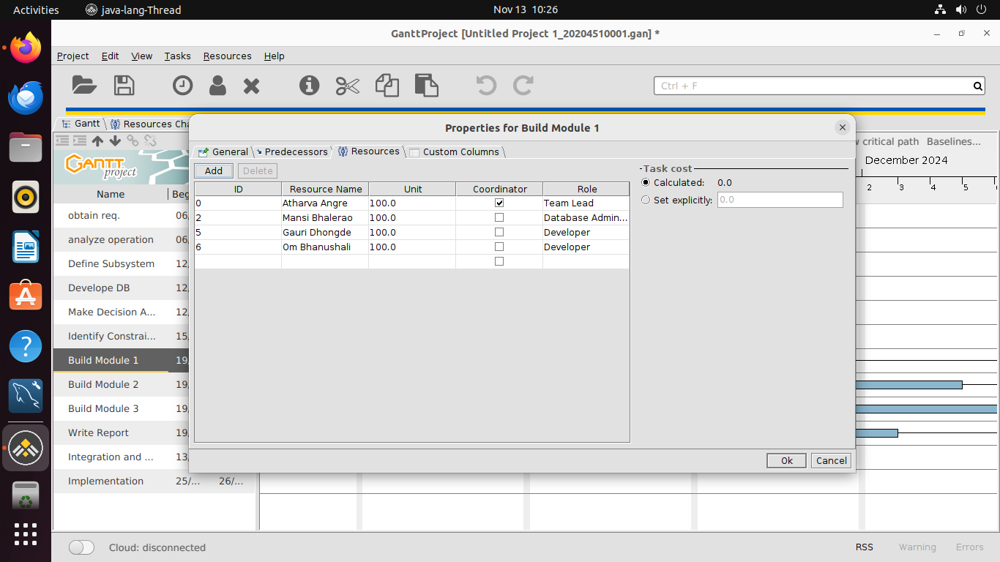 Activities java-lang-Thread Nov 13 10:26
GanttProject [Untitled Project 1_20204510001.gan] *
Project Edit View Tasks Resources Help
Ctrl + F
Gantt Resources Cha
Properties for Build Module 1
General Predecessors Resources Custom Columns
critical path Baselines...
December 2024
2 3 4 5 6
GANTT
project
Name Beg
obtain req. 06/
analyze operation 06/
Define Subsystem 12/
Develope DB 12/
Make Decision A... 12/
Identify Constrai... 15/
Build Module 1 19/
Build Module 2 19/
Build Module 3 19/
Write Report 19/
Integration and ... 13/
Implementation 25/... 26/...
Add Delete
ID Resource Name Unit Coordinator Role
0 Atharva Angre 100.0 Team Lead
2 Mansi Bhalerao 100.0 Database Admin...
5 Gauri Dhongde 100.0 Developer
6 Om Bhanushali 100.0 Developer
Task cost
Calculated: 0.0
Set explicitly: 0.0
Ok Cancel
Cloud: disconnected RSS Warning Errors